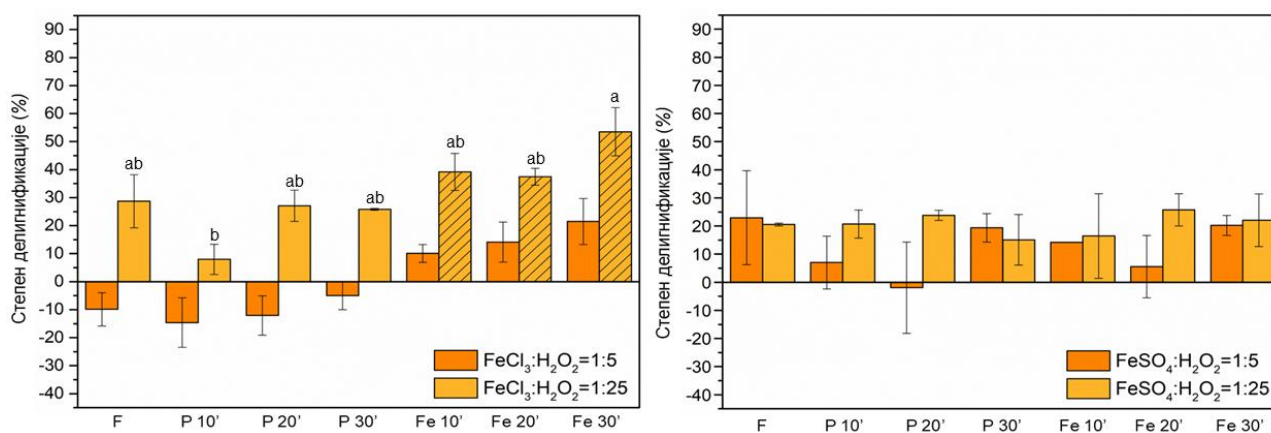 Степен делигнификације (%)
90
80
70
60
50
40
30
20
10
0
-10
-20
-30
-40
ab
b
ab
ab
ab
ab
a
FeCl₃:H₂O₂=1:5
FeCl₃:H₂O₂=1:25
F P 10' P 20' P 30' Fe 10' Fe 20' Fe 30'
Степен делигнификације (%)
90
80
70
60
50
40
30
20
10
0
-10
-20
-30
-40
FeSO₄:H₂O₂=1:5
FeSO₄:H₂O₂=1:25
F P 10' P 20' P 30' Fe 10' Fe 20' Fe 30'